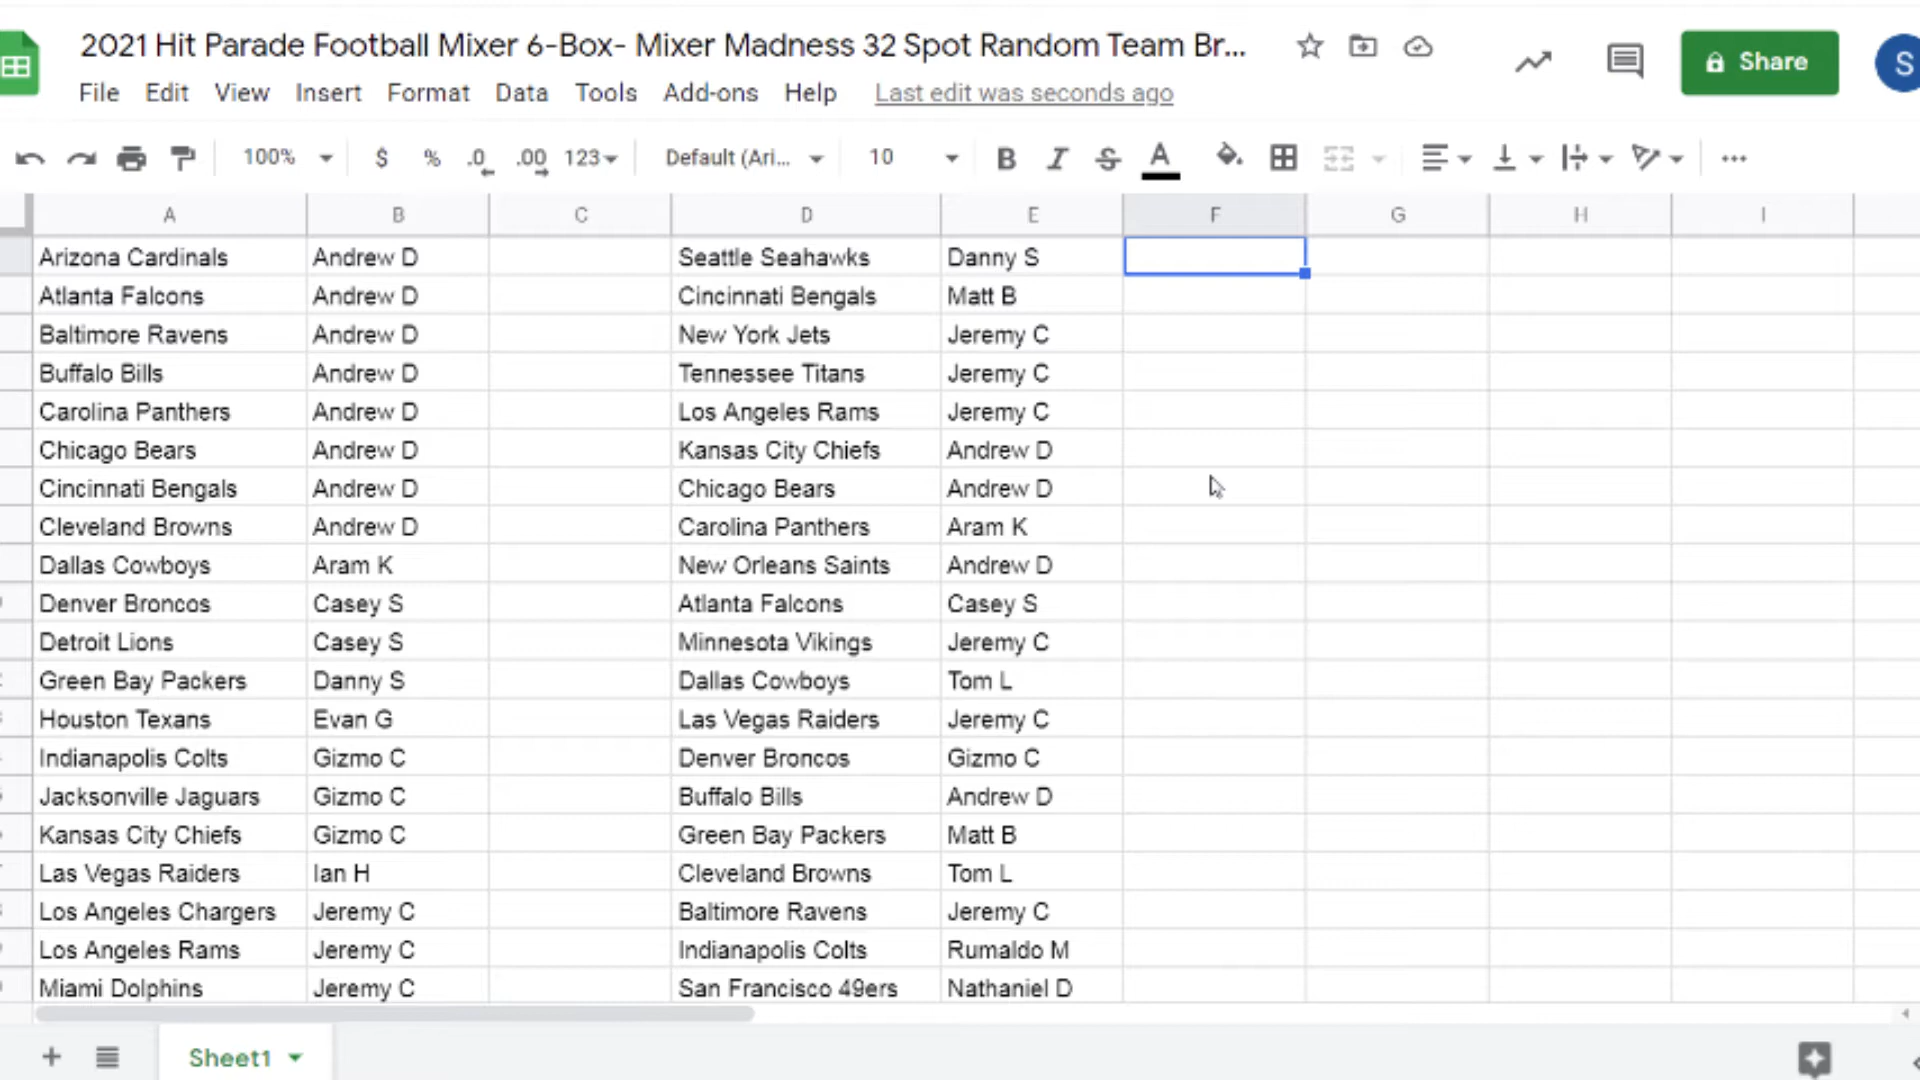 2021 Hit Parade Football Mixer 6-Box- Mixer Madness 32 Spot Random Team Br...
Share
S
File Edit View Insert Format Data Tools Add-ons Help Last edit was seconds ago
100% $ % .0 .00 123 Default (Ari... 10 B I S A
A B C D E F G H I
Arizona Cardinals Andrew D Seattle Seahawks Danny S
Atlanta Falcons Andrew D Cincinnati Bengals Matt B
Baltimore Ravens Andrew D New York Jets Jeremy C
Buffalo Bills Andrew D Tennessee Titans Jeremy C
Carolina Panthers Andrew D Los Angeles Rams Jeremy C
Chicago Bears Andrew D Kansas City Chiefs Andrew D
Cincinnati Bengals Andrew D Chicago Bears Andrew D
Cleveland Browns Andrew D Carolina Panthers Aram K
Dallas Cowboys Aram K New Orleans Saints Andrew D
Denver Broncos Casey S Atlanta Falcons Casey S
Detroit Lions Casey S Minnesota Vikings Jeremy C
Green Bay Packers Danny S Dallas Cowboys Tom L
Houston Texans Evan G Las Vegas Raiders Jeremy C
Indianapolis Colts Gizmo C Denver Broncos Gizmo C
Jacksonville Jaguars Gizmo C Buffalo Bills Andrew D
Kansas City Chiefs Gizmo C Green Bay Packers Matt B
Las Vegas Raiders Ian H Cleveland Browns Tom L
Los Angeles Chargers Jeremy C Baltimore Ravens Jeremy C
Los Angeles Rams Jeremy C Indianapolis Colts Rumaldo M
Miami Dolphins Jeremy C San Francisco 49ers Nathaniel D
Sheet1